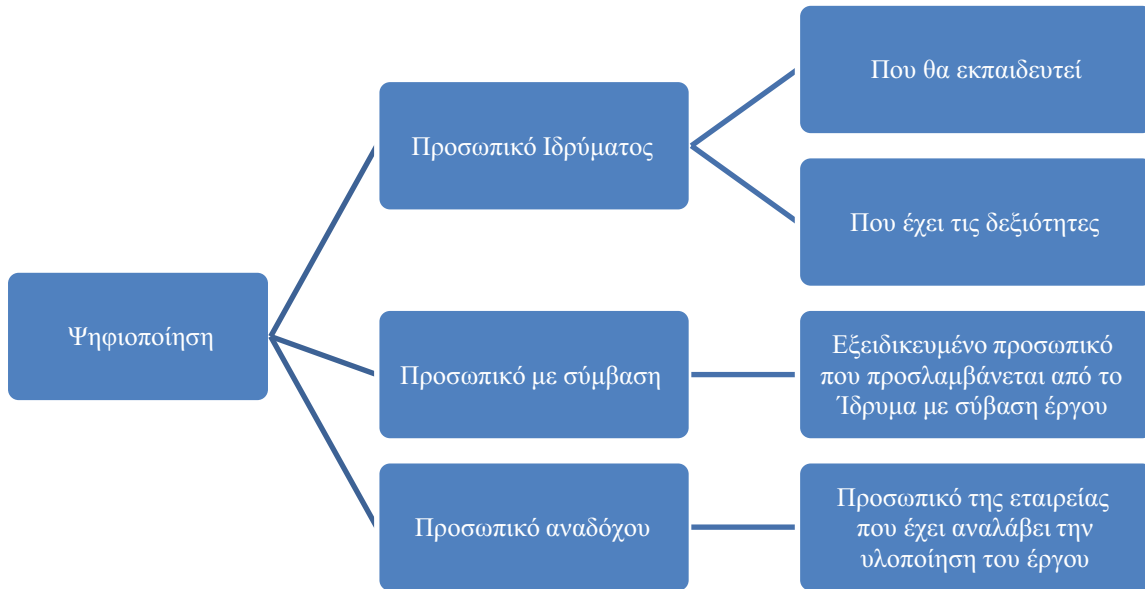 Που θα εκπαιδευτεί
Προσωπικό Ιδρύματος
Που έχει τις δεξιότητες
Ψηφιοποίηση
Προσωπικό με σύμβαση
Εξειδικευμένο προσωπικό
που προσλαμβάνεται από το
Ίδρυμα με σύβαση έργου
Προσωπικό αναδόχου
Προσωπικό της εταιρείας
που έχει αναλάβει την
υλοποίηση του έργου